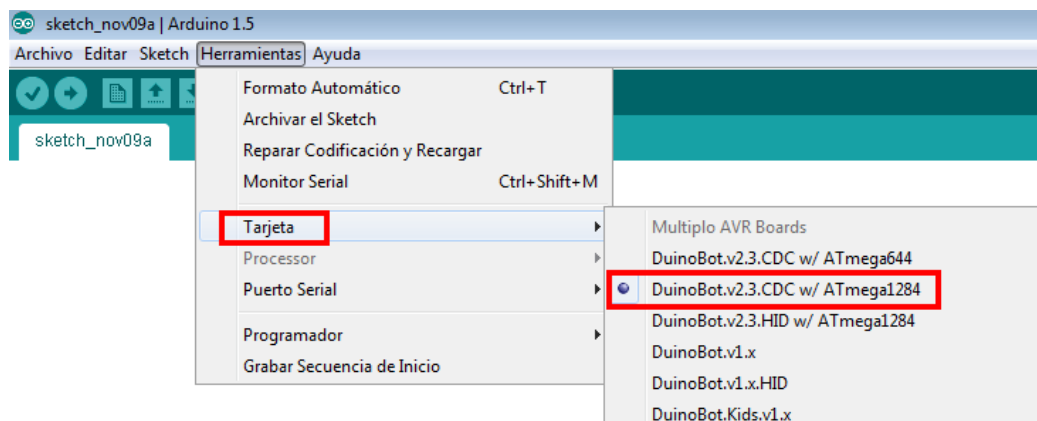 sketch_nov09a | Arduino 1.5
Archivo Editar Sketch Herramientas Ayuda
Formato Automático Ctrl+T
Archivar el Sketch
sketch_nov09a
Reparar Codificación y Recargar
Monitor Serial Ctrl+Shift+M
Tarjeta
Multiplo AVR Boards
Processor
DuinoBot.v2.3.CDC w/ ATmega644
Puerto Serial
DuinoBot.v2.3.CDC w/ ATmega1284
DuinoBot.v2.3.HID w/ ATmega1284
Programador
DuinoBot.v1.x
Grabar Secuencia de Inicio
DuinoBot.v1.x.HID
DuinoBot.Kids.v1.x